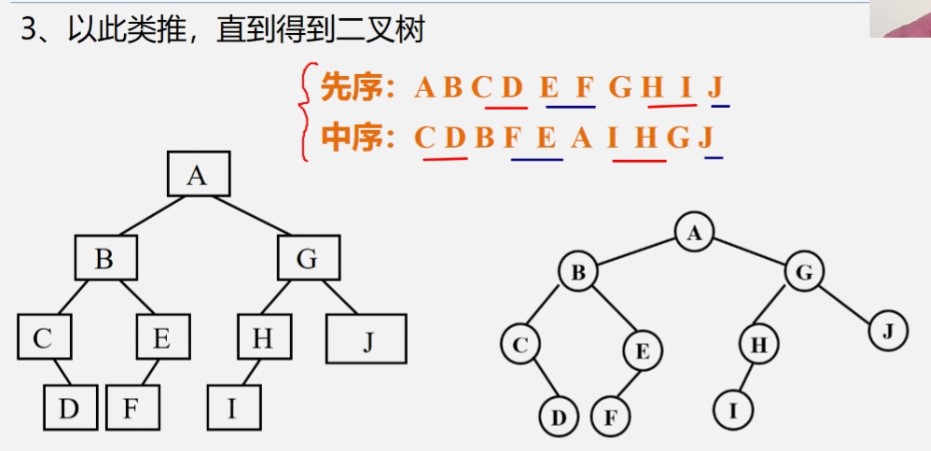 3、以此类推，直到得到二叉树
先序：A B C D E F G H I J
中序：C D B F E A I H G J
A
B G
C E H J
D F I
A
B G
C E H J
D F I